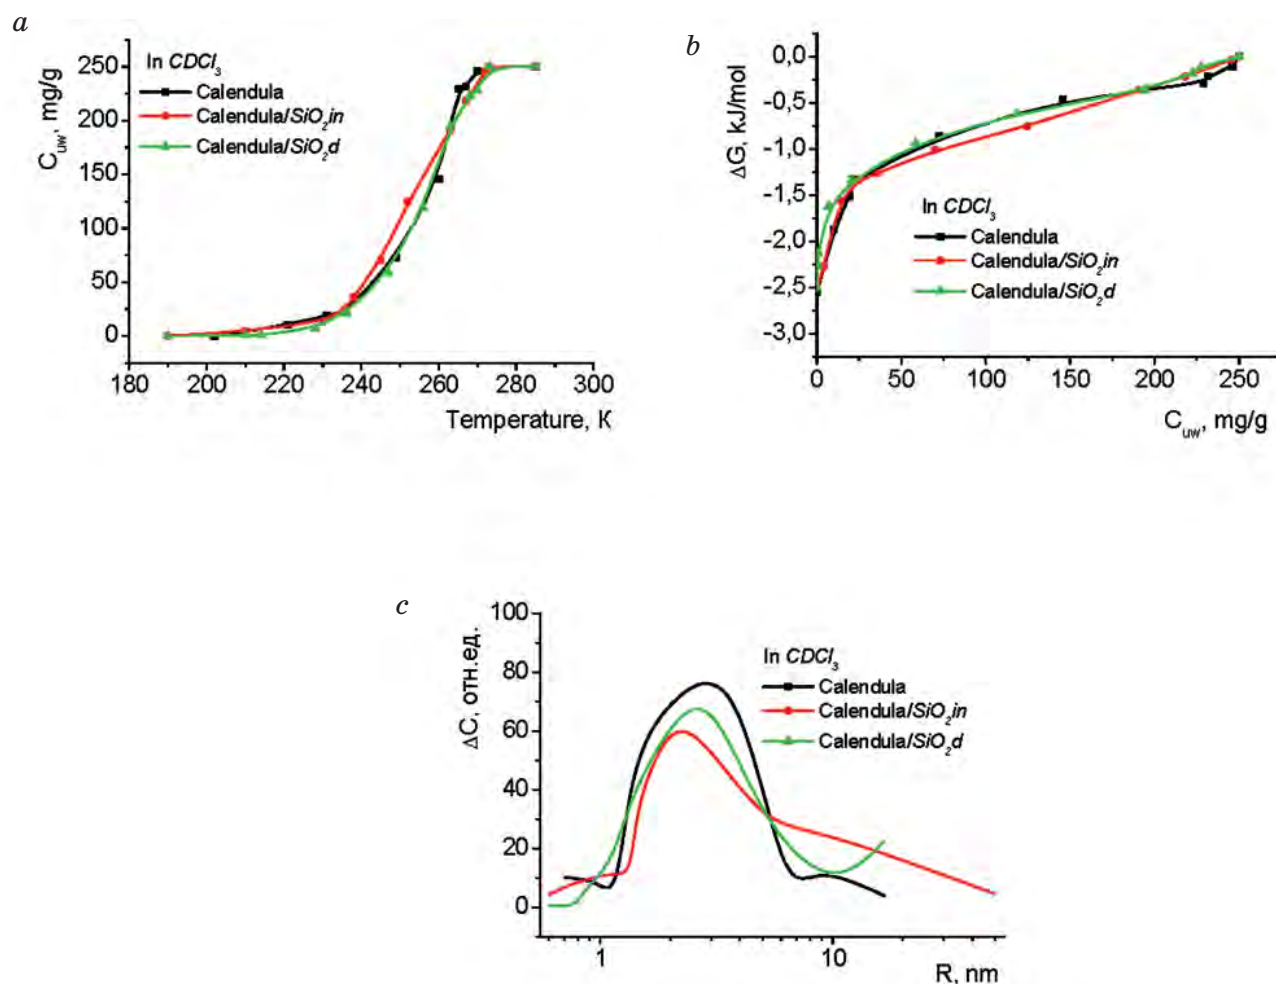 a
In CDCl₃
Calendula
Calendula/SiO₂in
Calendula/SiO₂d
C_uw, mg/g
250
200
150
100
50
0
180 200 220 240 260 280 300
Temperature, K
b
0,0
-0,5
-1,0
-1,5
-2,0
-2,5
-3,0
ΔG, kJ/mol
In CDCl₃
Calendula
Calendula/SiO₂in
Calendula/SiO₂d
0 50 100 150 200 250
C_uw, mg/g
c
100
80
60
40
20
0
ΔC, отн.ед.
In CDCl₃
Calendula
Calendula/SiO₂in
Calendula/SiO₂d
1 10
R, nm